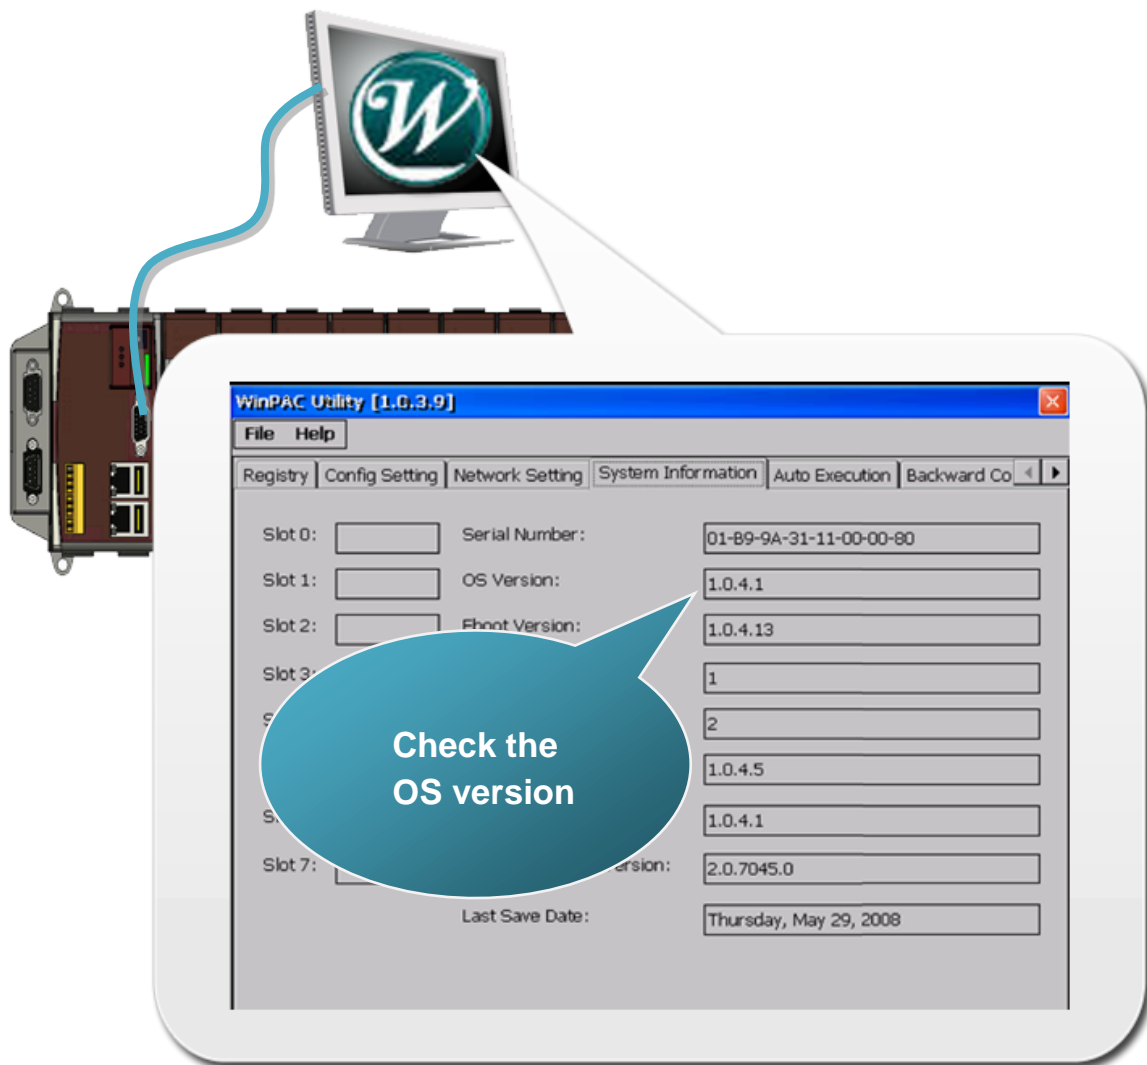 W
WinPAC Utility [1.0.3.9]
File Help
Registry Config Setting Network Setting System Information Auto Execution Backward Co
Slot 0: Serial Number: 01-B9-9A-31-11-00-00-80
Slot 1: OS Version: 1.0.4.1
Slot 2: Eboot Version: 1.0.4.13
Slot 3: 1
2
Check the
OS version
1.0.4.5
1.0.4.1
Slot 7: ersion: 2.0.7045.0
Last Save Date: Thursday, May 29, 2008